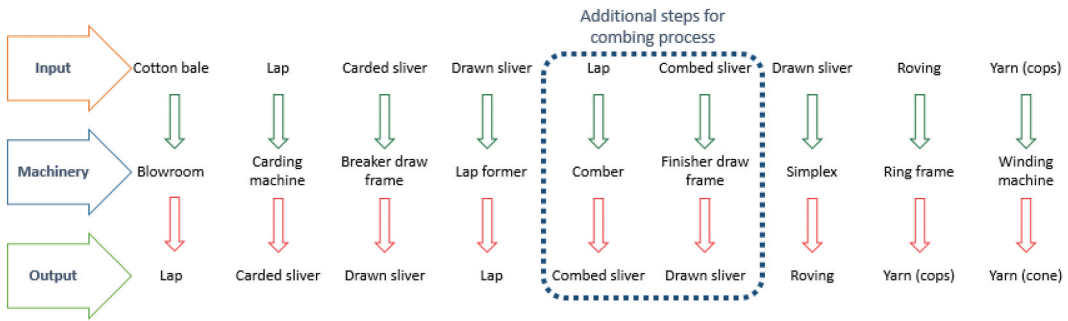 Additional steps for
combing process
Input
Cotton bale
Lap
Carded sliver
Drawn sliver
Lap
Combed sliver
Drawn sliver
Roving
Yarn (cops)
Machinery
Blowroom
Carding
machine
Breaker draw
frame
Lap former
Comber
Finisher draw
frame
Simplex
Ring frame
Winding
machine
Output
Lap
Carded sliver
Drawn sliver
Lap
Combed sliver
Drawn sliver
Roving
Yarn (cops)
Yarn (cone)